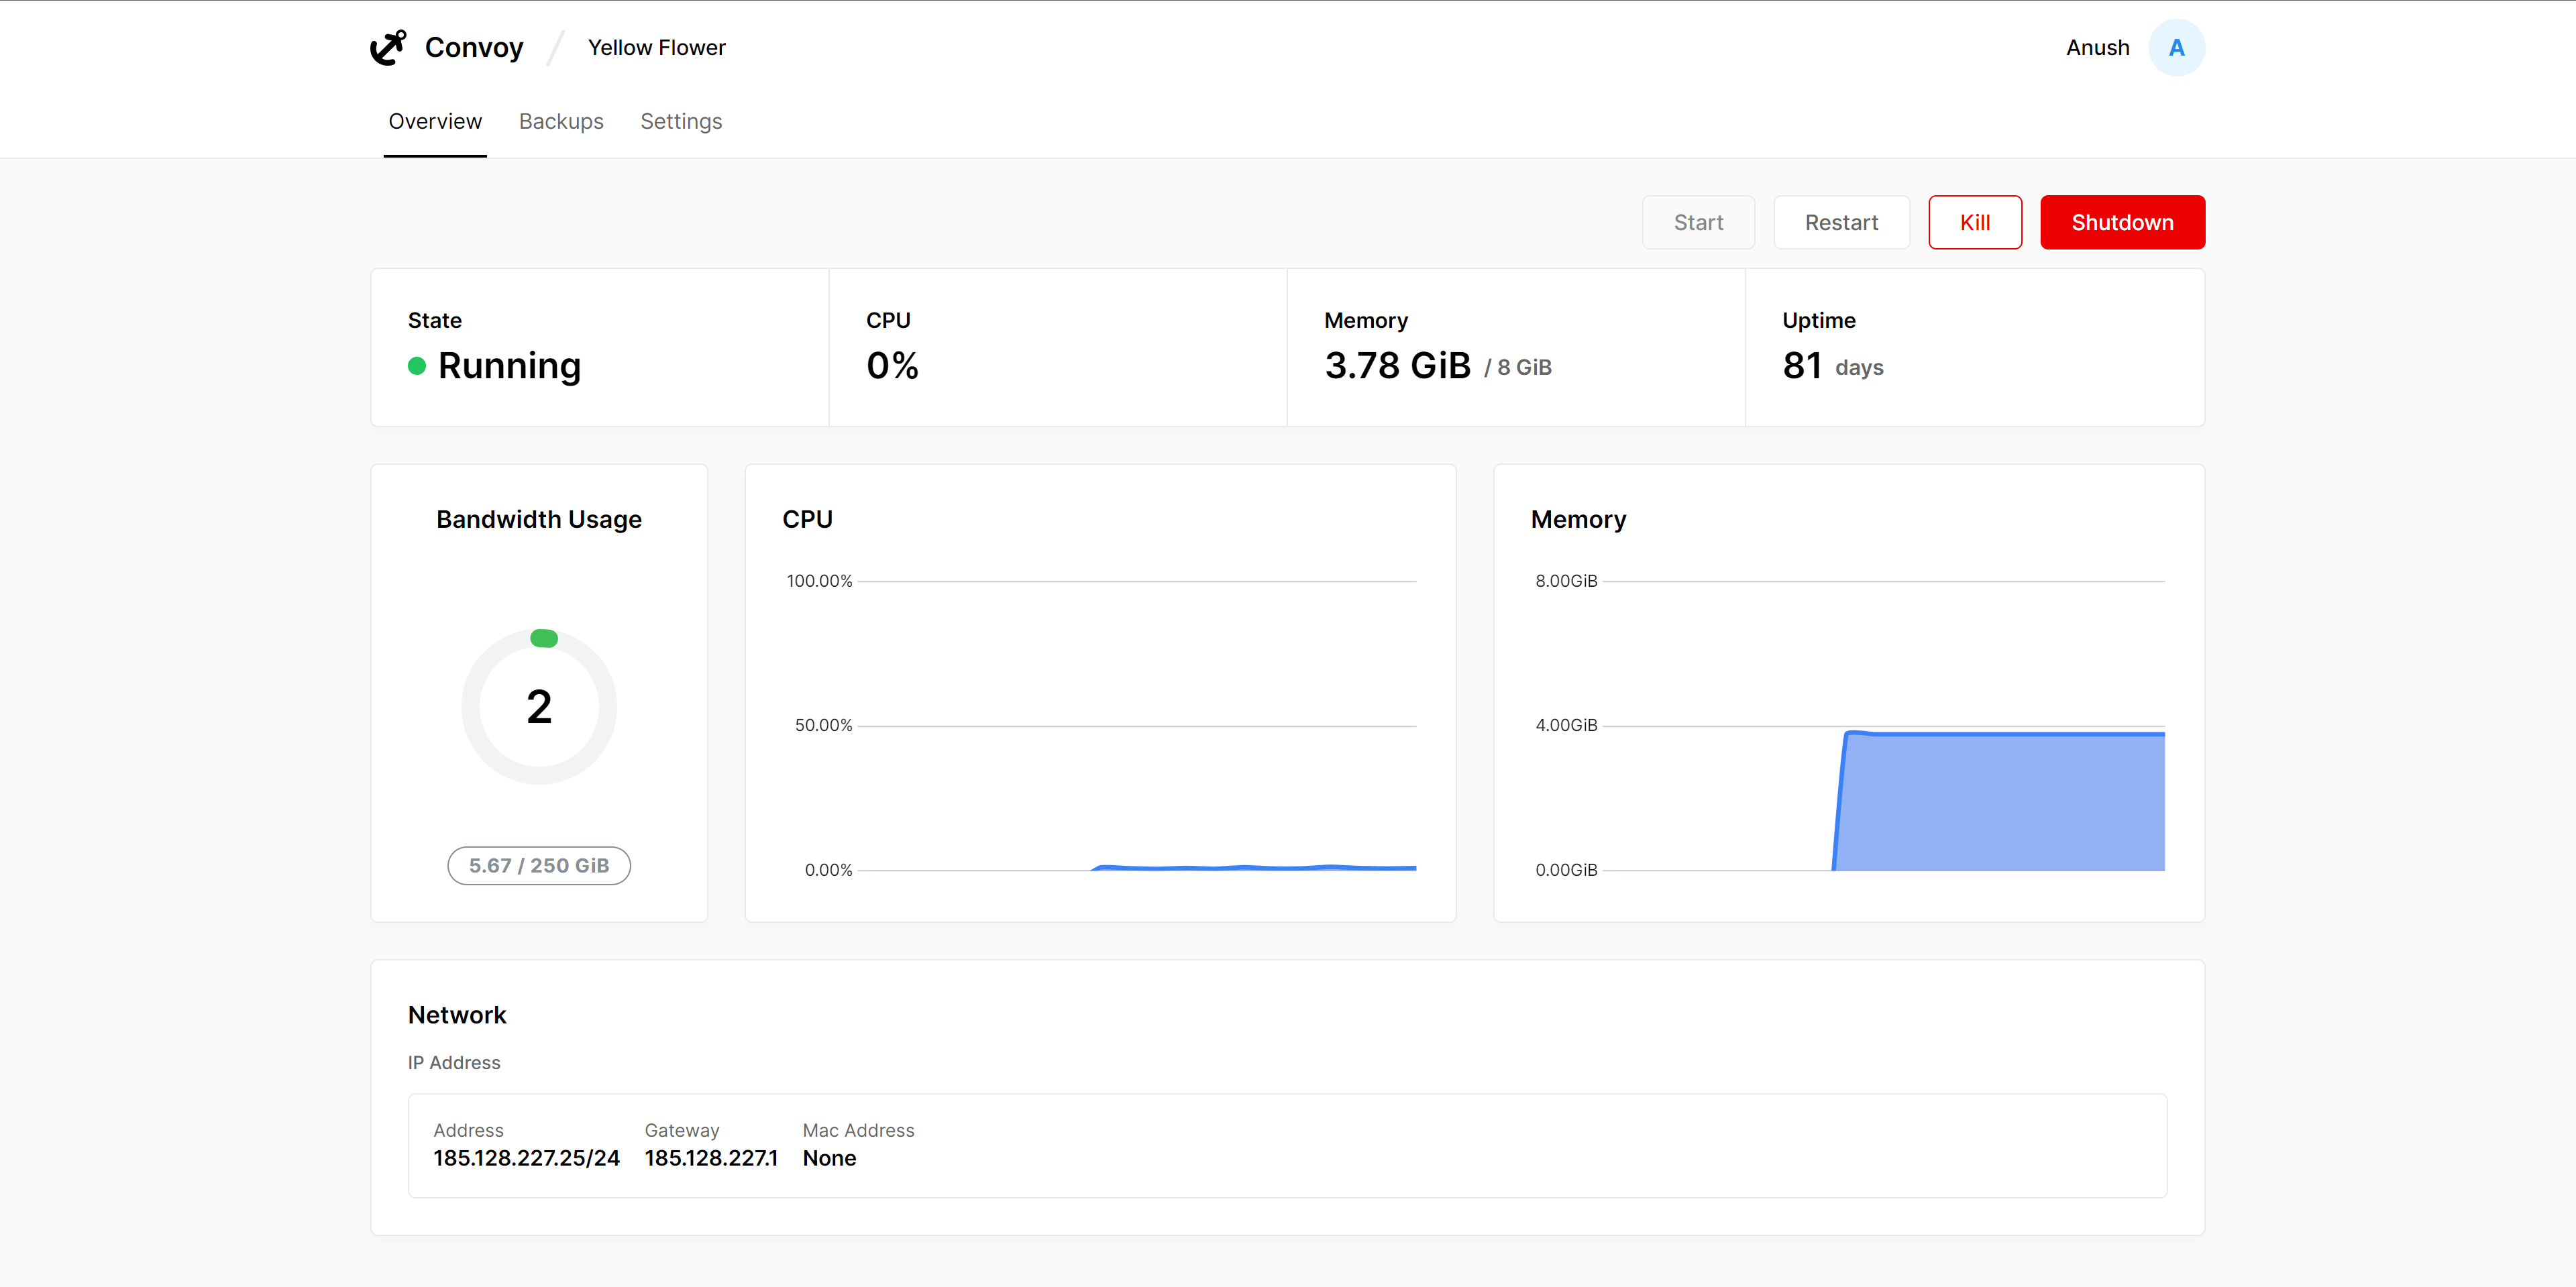 Convoy
Yellow Flower
Anush
A
Overview
Backups
Settings
Start
Restart
Kill
Shutdown
State
Running
CPU
0%
Memory
3.78 GiB / 8 GiB
Uptime
81 days
Bandwidth Usage
2
5.67 / 250 GiB
CPU
100.00%
50.00%
0.00%
Memory
8.00GiB
4.00GiB
0.00GiB
Network
IP Address
Address
185.128.227.25/24
Gateway
185.128.227.1
Mac Address
None